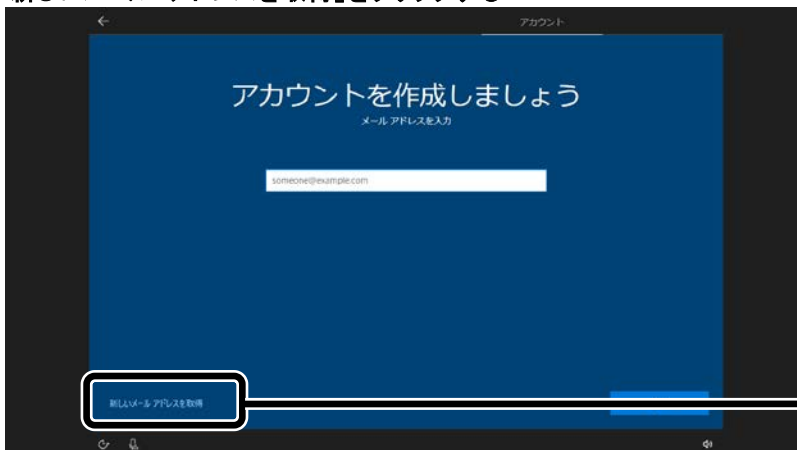 アカウント
アカウントを作成しましょう
メール アドレスを入力
someone@example.com
新しいメール アドレスを取得